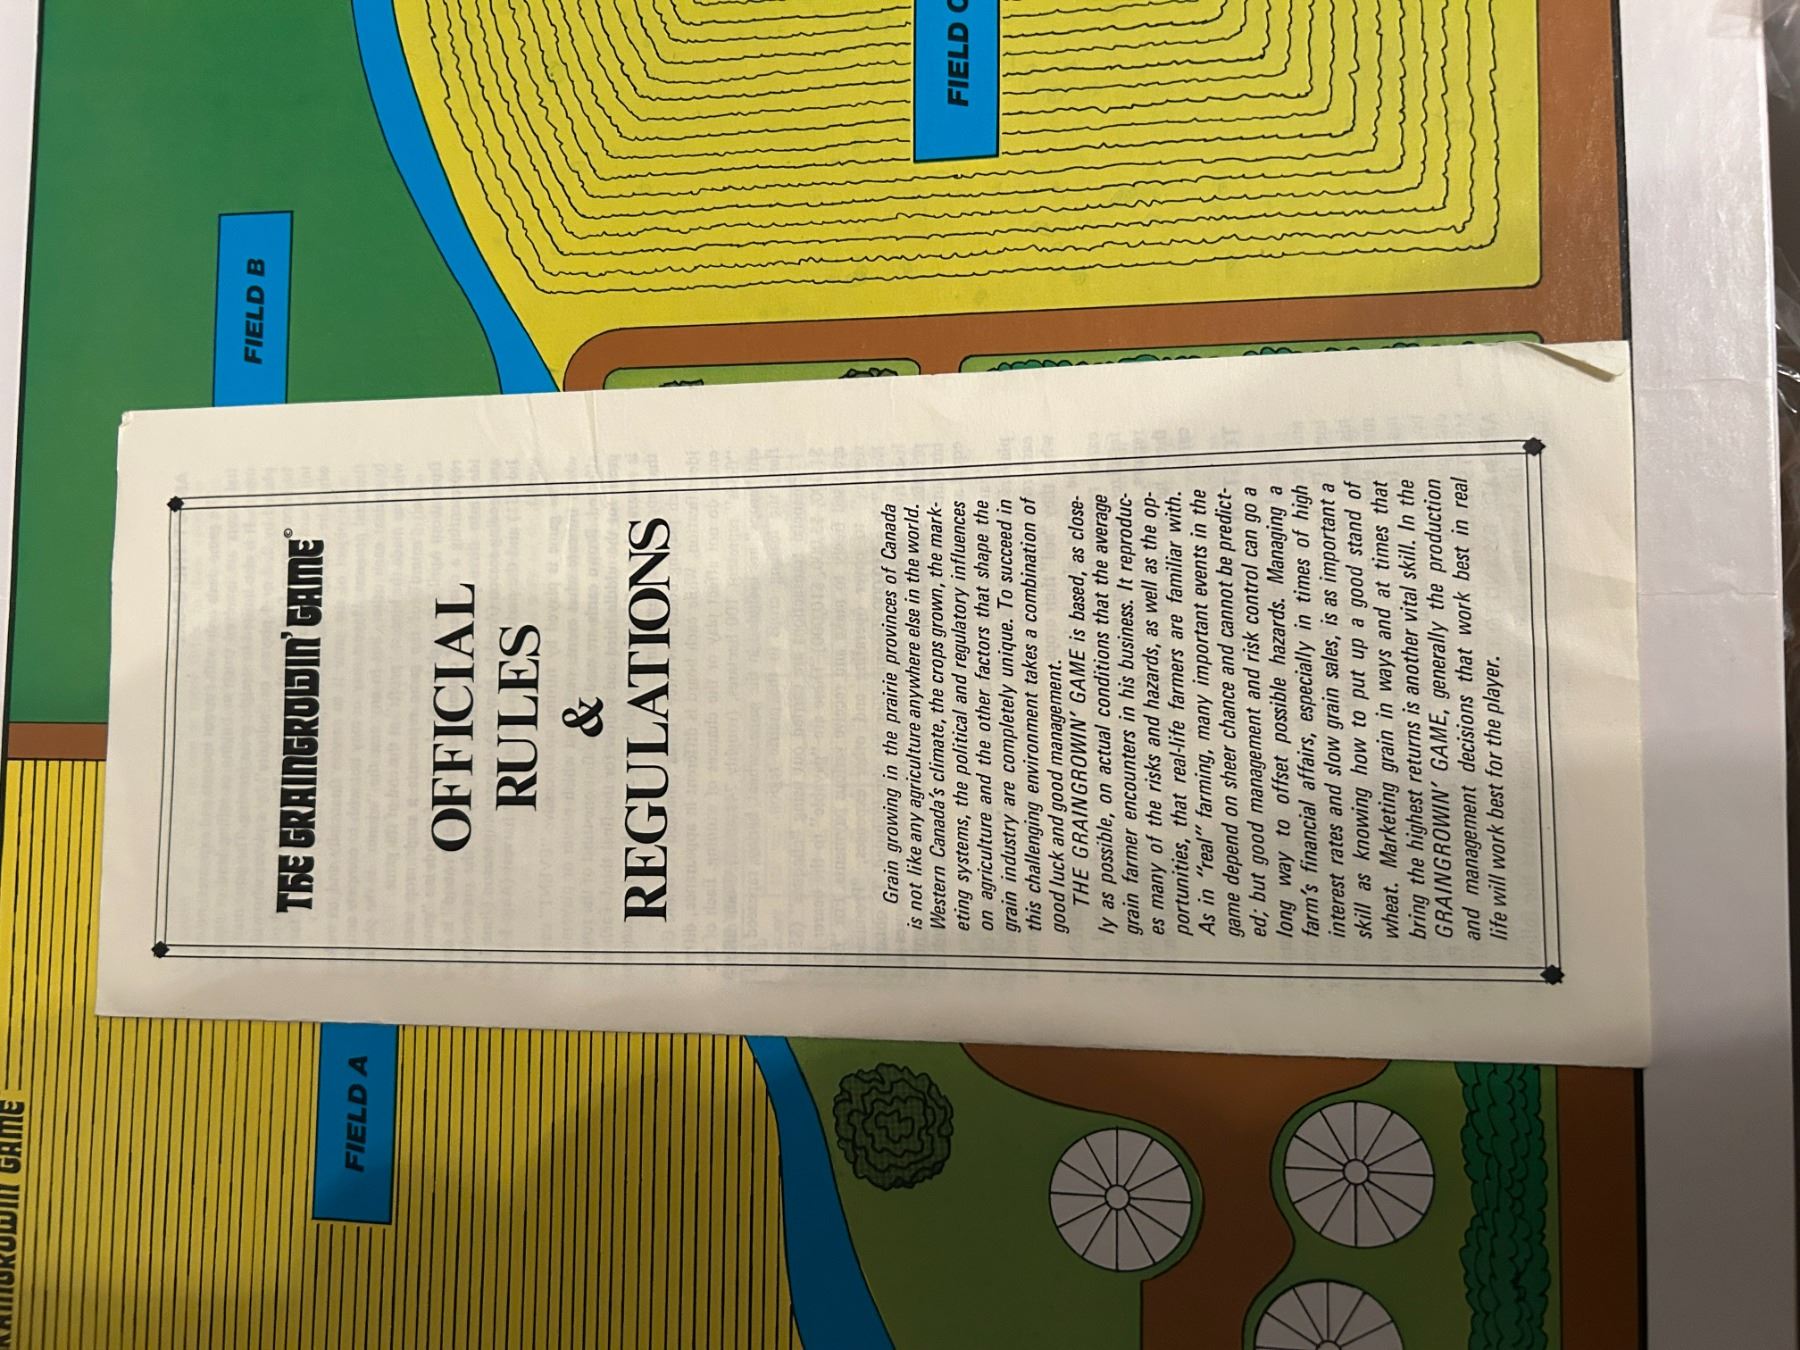 THE GRAINGROWIN' GAME©
OFFICIAL
RULES
&
REGULATIONS
Grain growing in the prairie provinces of Canada
is not like any agriculture anywhere else in the world.
Western Canada's climate, the crops grown, the mark-
eting systems, the political and regulatory influences
on agriculture and the other factors that shape the
grain industry are completely unique. To succeed in
this challenging environment takes a combination of
good luck and good management.
THE GRAINGROWIN' GAME is based, as close-
ly as possible, on actual conditions that the average
grain farmer encounters in his business. It reproduc-
es many of the risks and hazards, as well as the op-
portunities, that real-life farmers are familiar with.
As in "real" farming, many important events in the
game depend on sheer chance and cannot be predict-
ed; but good management and risk control can go a
long way to offset possible hazards. Managing a
farm's financial affairs, especially in times of high
interest rates and slow grain sales, is as important a
skill as knowing how to put up a good stand of
wheat. Marketing grain in ways and at times that
bring the highest returns is another vital skill. In the
GRAINGROWIN' GAME, generally the production
and management decisions that work best in real
life will work best for the player.
FIELD A
FIELD B
FIELD C
GAME